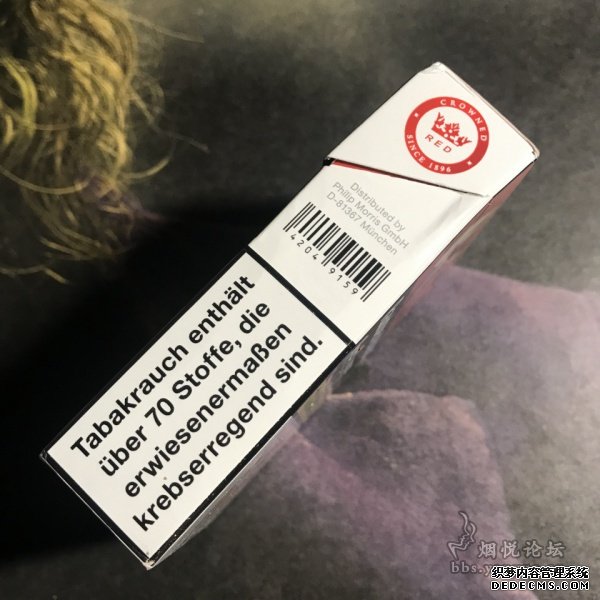 CROWNED
RED
SINCE 1896
Distributed by
Philip Morris GmbH
D-81367 München
42041915
Tabakrauch enthält
über 70 Stoffe, die
erwiesenermaßen
krebserregend sind.
烟悦论坛
bbs.y
织梦内容管理系统
DEDECMS.COM